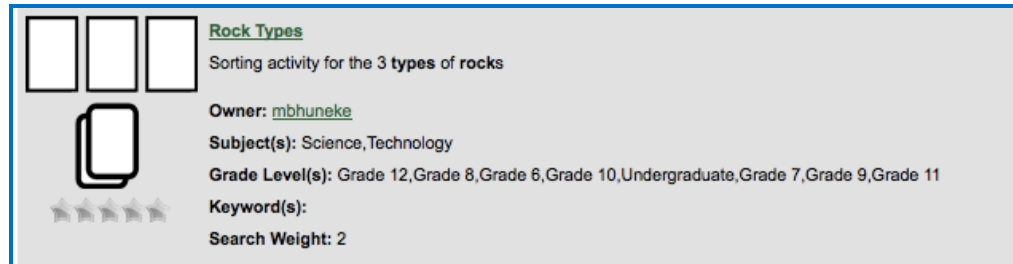 Rock Types
Sorting activity for the 3 types of rocks
Owner: mbhuneke
Subject(s): Science,Technology
Grade Level(s): Grade 12,Grade 8,Grade 6,Grade 10,Undergraduate,Grade 7,Grade 9,Grade 11
Keyword(s):
Search Weight: 2